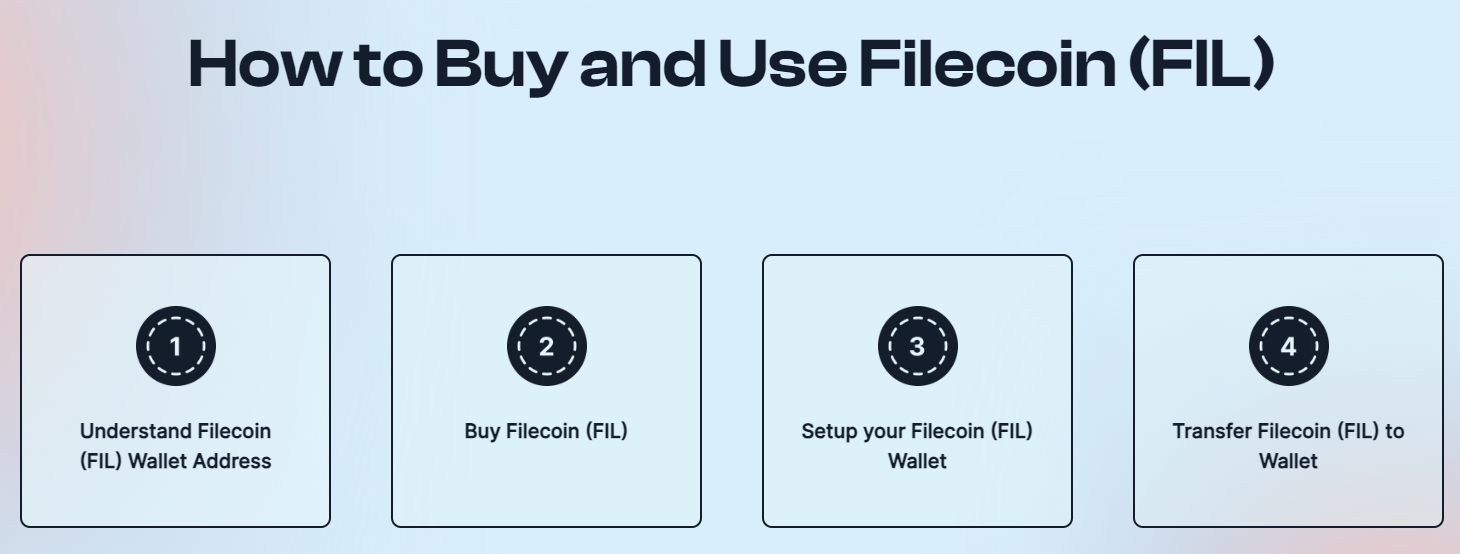 How to Buy and Use Filecoin (FIL)
1
Understand Filecoin
(FIL) Wallet Address
2
Buy Filecoin (FIL)
3
Setup your Filecoin (FIL)
Wallet
4
Transfer Filecoin (FIL) to
Wallet